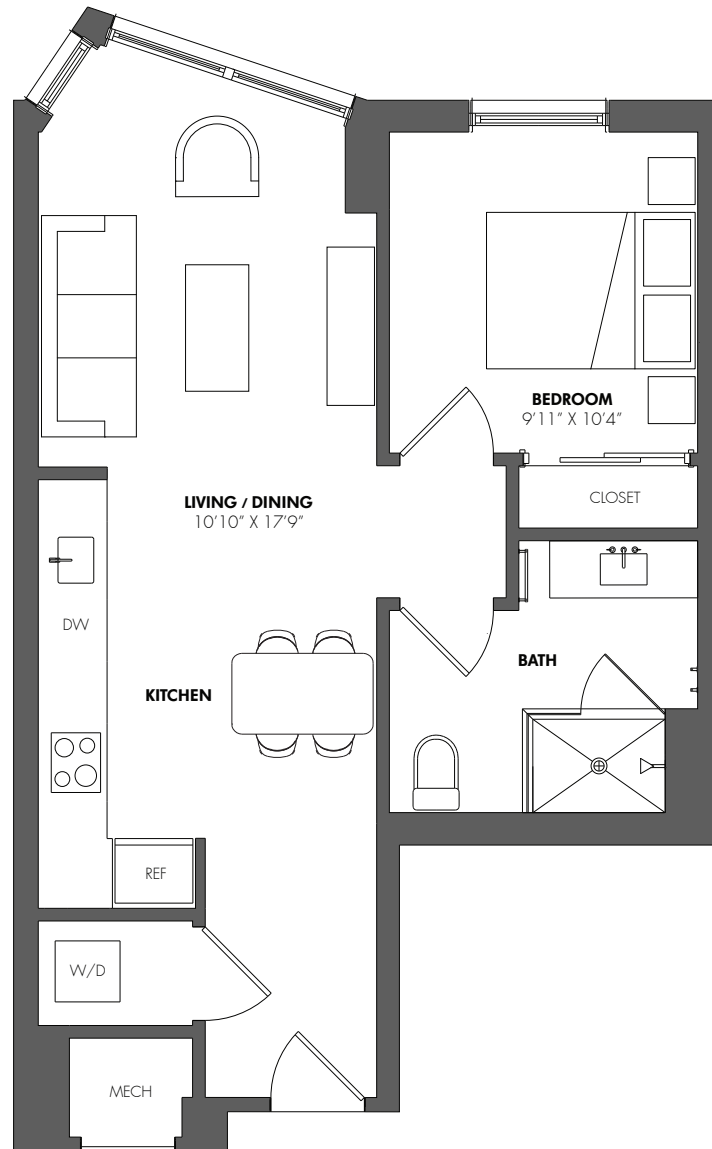 BEDROOM
9'11" X 10'4"
CLOSET
LIVING / DINING
10'10" X 17'9"
DW
BATH
KITCHEN
REF
W/D
MECH